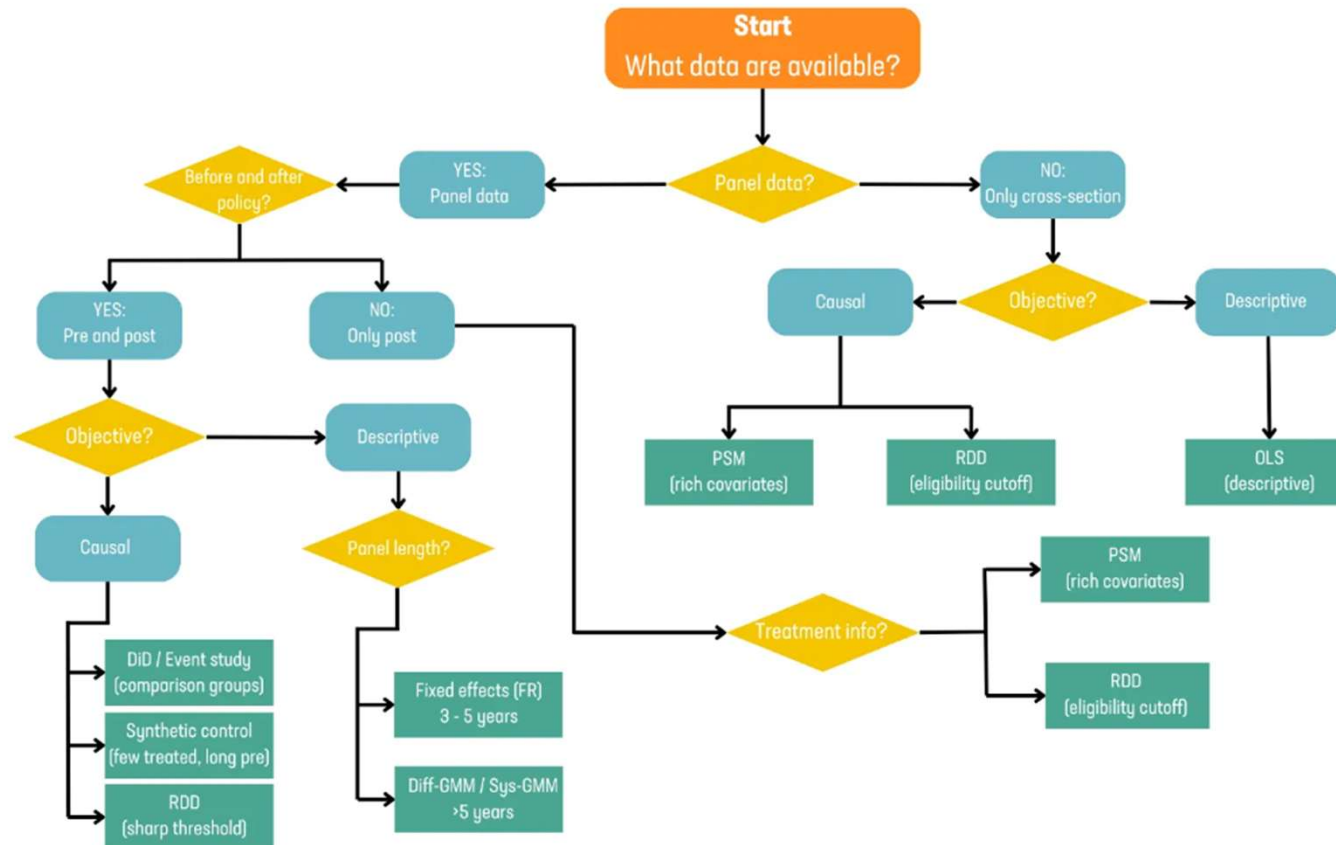 Start
What data are available?
Before and after
policy?
YES:
Panel data
Panel data?
NO:
Only cross-section
YES:
Pre and post
NO:
Only post
Causal
Objective?
Descriptive
Objective?
Descriptive
PSM
(rich covariates)
RDD
(eligibility cutoff)
OLS
(descriptive)
Causal
Panel length?
PSM
(rich covariates)
Treatment info?
DiD / Event study
(comparison groups)
Fixed effects (FR)
3 - 5 years
RDD
(eligibility cutoff)
Synthetic control
(few treated, long pre)
Diff-GMM / Sys-GMM
>5 years
RDD
(sharp threshold)